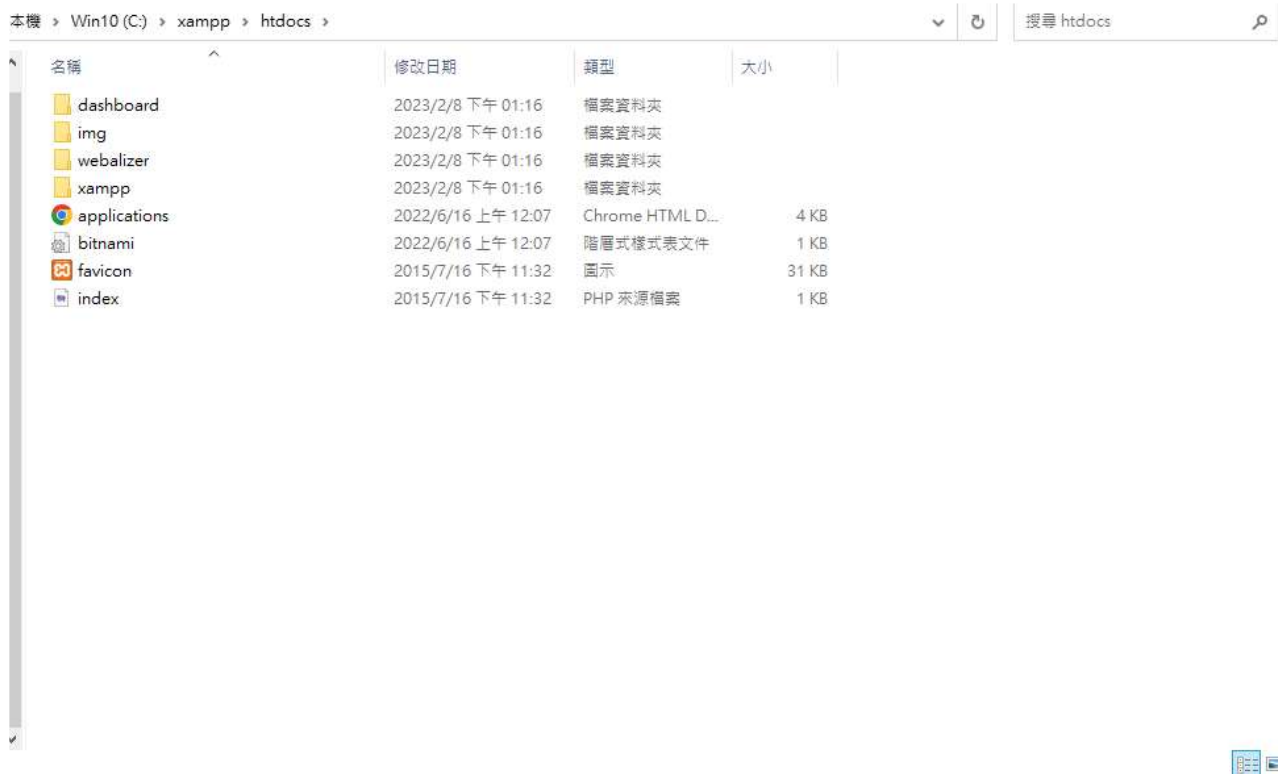 本機 › Win10 (C:) › xampp › htdocs › 搜尋 htdocs
名稱 修改日期 類型 大小
dashboard 2023/2/8 下午 01:16 檔案資料夾
img 2023/2/8 下午 01:16 檔案資料夾
webalizer 2023/2/8 下午 01:16 檔案資料夾
xampp 2023/2/8 下午 01:16 檔案資料夾
applications 2022/6/16 上午 12:07 Chrome HTML D... 4 KB
bitnami 2022/6/16 上午 12:07 階層式樣式表文件 1 KB
favicon 2015/7/16 下午 11:32 圖示 31 KB
index 2015/7/16 下午 11:32 PHP 來源檔案 1 KB